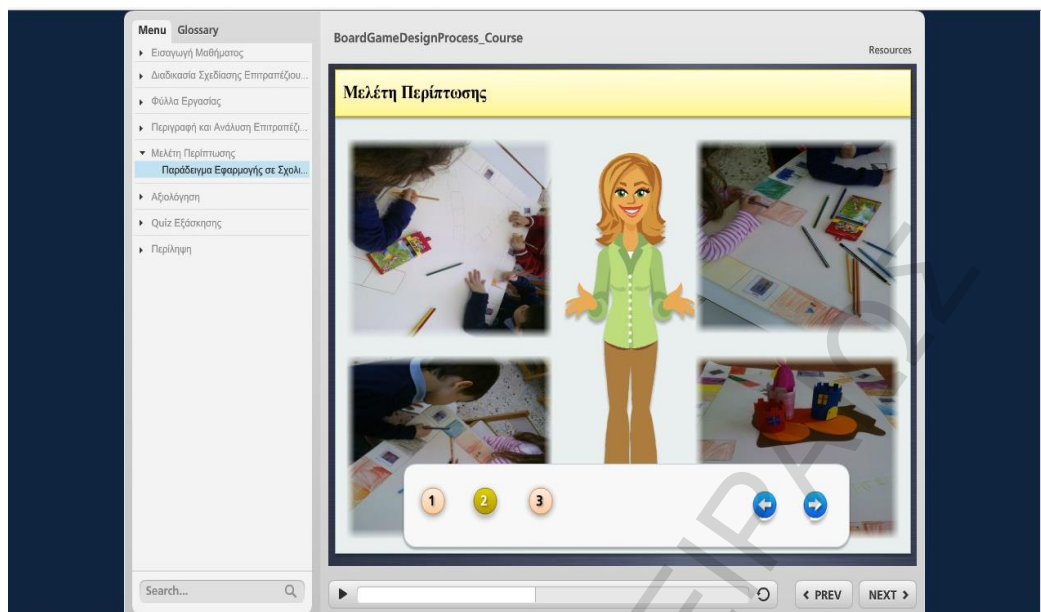 Menu Glossary
Εισαγωγή Μαθήματος
Διαδικασία Σχεδίασης Επιτραπέζιου...
Φύλλα Εργασίας
Περιγραφή και Ανάλυση Επιτραπέζι...
Μελέτη Περίπτωσης
Παράδειγμα Εφαρμογής σε Σχολι...
Αξιολόγηση
Quiz Εξάσκησης
Περίληψη
Search...
BoardGameDesignProcess_Course
Resources
Μελέτη Περίπτωσης
1 2 3
< PREV NEXT >